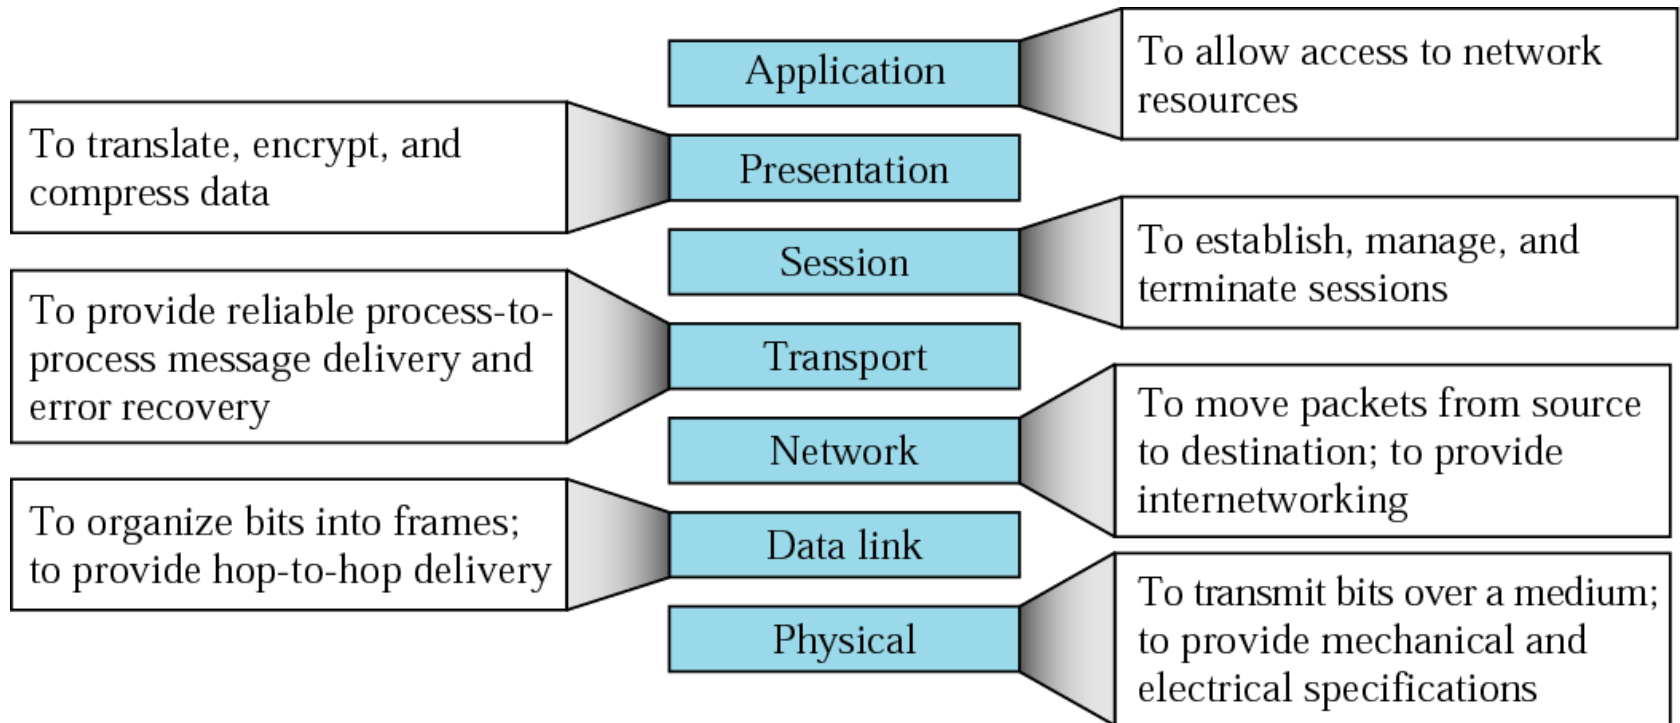 Application
To allow access to network
resources
To translate, encrypt, and
compress data
Presentation
Session
To establish, manage, and
terminate sessions
To provide reliable process-to-
process message delivery and
error recovery
Transport
Network
To move packets from source
to destination; to provide
internetworking
To organize bits into frames;
to provide hop-to-hop delivery
Data link
Physical
To transmit bits over a medium;
to provide mechanical and
electrical specifications